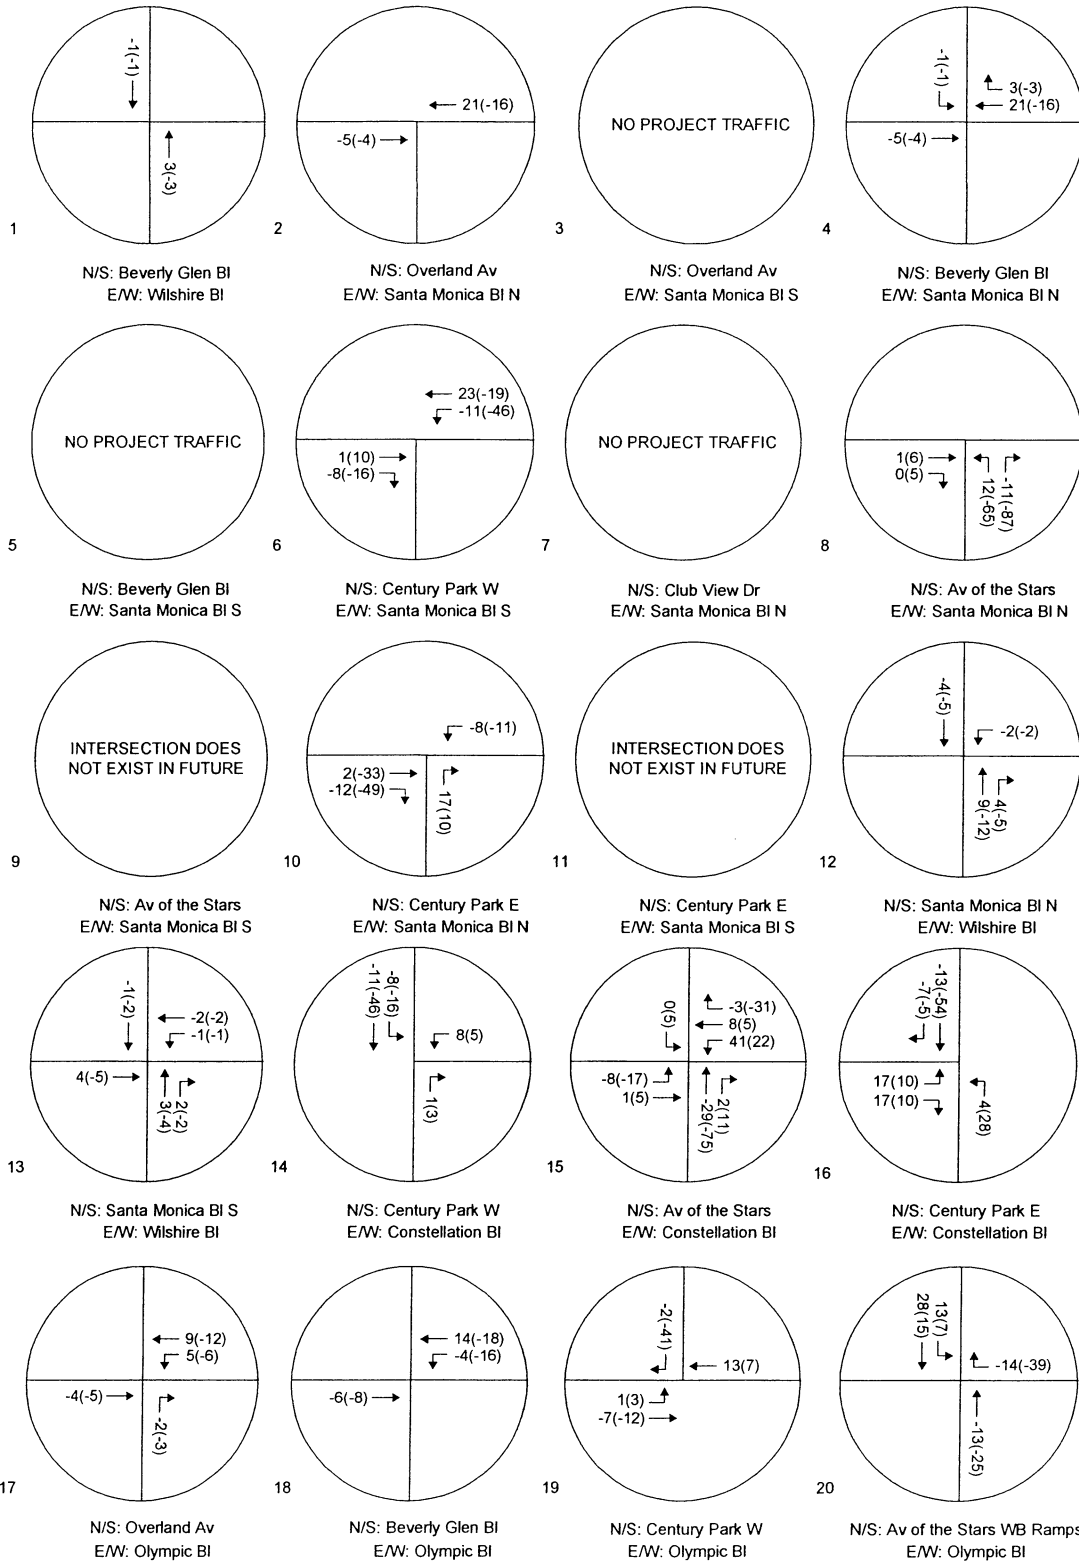 -1(-1)
3(-3)
1
N/S: Beverly Glen Bl
E/W: Wilshire Bl
21(-16)
-5(-4)
2
N/S: Overland Av
E/W: Santa Monica Bl N
NO PROJECT TRAFFIC
3
N/S: Overland Av
E/W: Santa Monica Bl S
-1(-1)
3(-3)
21(-16)
-5(-4)
4
N/S: Beverly Glen Bl
E/W: Santa Monica Bl N
NO PROJECT TRAFFIC
5
N/S: Beverly Glen Bl
E/W: Santa Monica Bl S
23(-19)
-11(-46)
1(10)
-8(-16)
6
N/S: Century Park W
E/W: Santa Monica Bl S
NO PROJECT TRAFFIC
7
N/S: Club View Dr
E/W: Santa Monica Bl N
1(6)
0(5)
12(-65)
-11(-87)
8
N/S: Av of the Stars
E/W: Santa Monica Bl N
INTERSECTION DOES
NOT EXIST IN FUTURE
9
N/S: Av of the Stars
E/W: Santa Monica Bl S
-8(-11)
2(-33)
-12(-49)
17(10)
10
N/S: Century Park E
E/W: Santa Monica Bl N
INTERSECTION DOES
NOT EXIST IN FUTURE
11
N/S: Century Park E
E/W: Santa Monica Bl S
-4(-5)
-2(-2)
9(-12)
4(-5)
12
N/S: Santa Monica Bl N
E/W: Wilshire Bl
-1(-2)
-2(-2)
-1(-1)
4(-5)
3(-4)
2(-2)
13
N/S: Santa Monica Bl S
E/W: Wilshire Bl
-11(-46)
-8(-16)
8(5)
1(3)
14
N/S: Century Park W
E/W: Constellation Bl
0(5)
-3(-31)
8(5)
41(22)
-8(-17)
1(5)
-29(-75)
2(11)
15
N/S: Av of the Stars
E/W: Constellation Bl
-7(-5)
-13(-54)
17(10)
17(10)
4(28)
16
N/S: Century Park E
E/W: Constellation Bl
9(-12)
5(-6)
-4(-5)
-2(-3)
17
N/S: Overland Av
E/W: Olympic Bl
14(-18)
-4(-16)
-6(-8)
18
N/S: Beverly Glen Bl
E/W: Olympic Bl
-2(-41)
13(7)
1(3)
-7(-12)
19
N/S: Century Park W
E/W: Olympic Bl
28(15)
13(7)
-14(-39)
-13(-25)
20
N/S: Av of the Stars WB Ramps
E/W: Olympic Bl